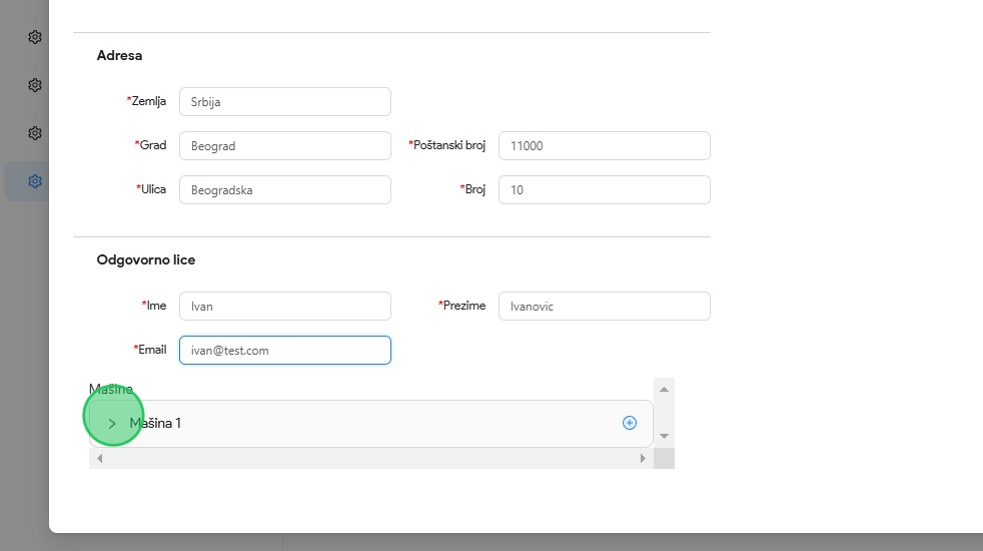 Adresa
*Zemlja Srbija
*Grad Beograd *Poštanski broj 11000
*Ulica Beogradska *Broj 10
Odgovorno lice
*Ime Ivan *Prezime Ivanovic
*Email ivan@test.com
Mašine
Mašina 1